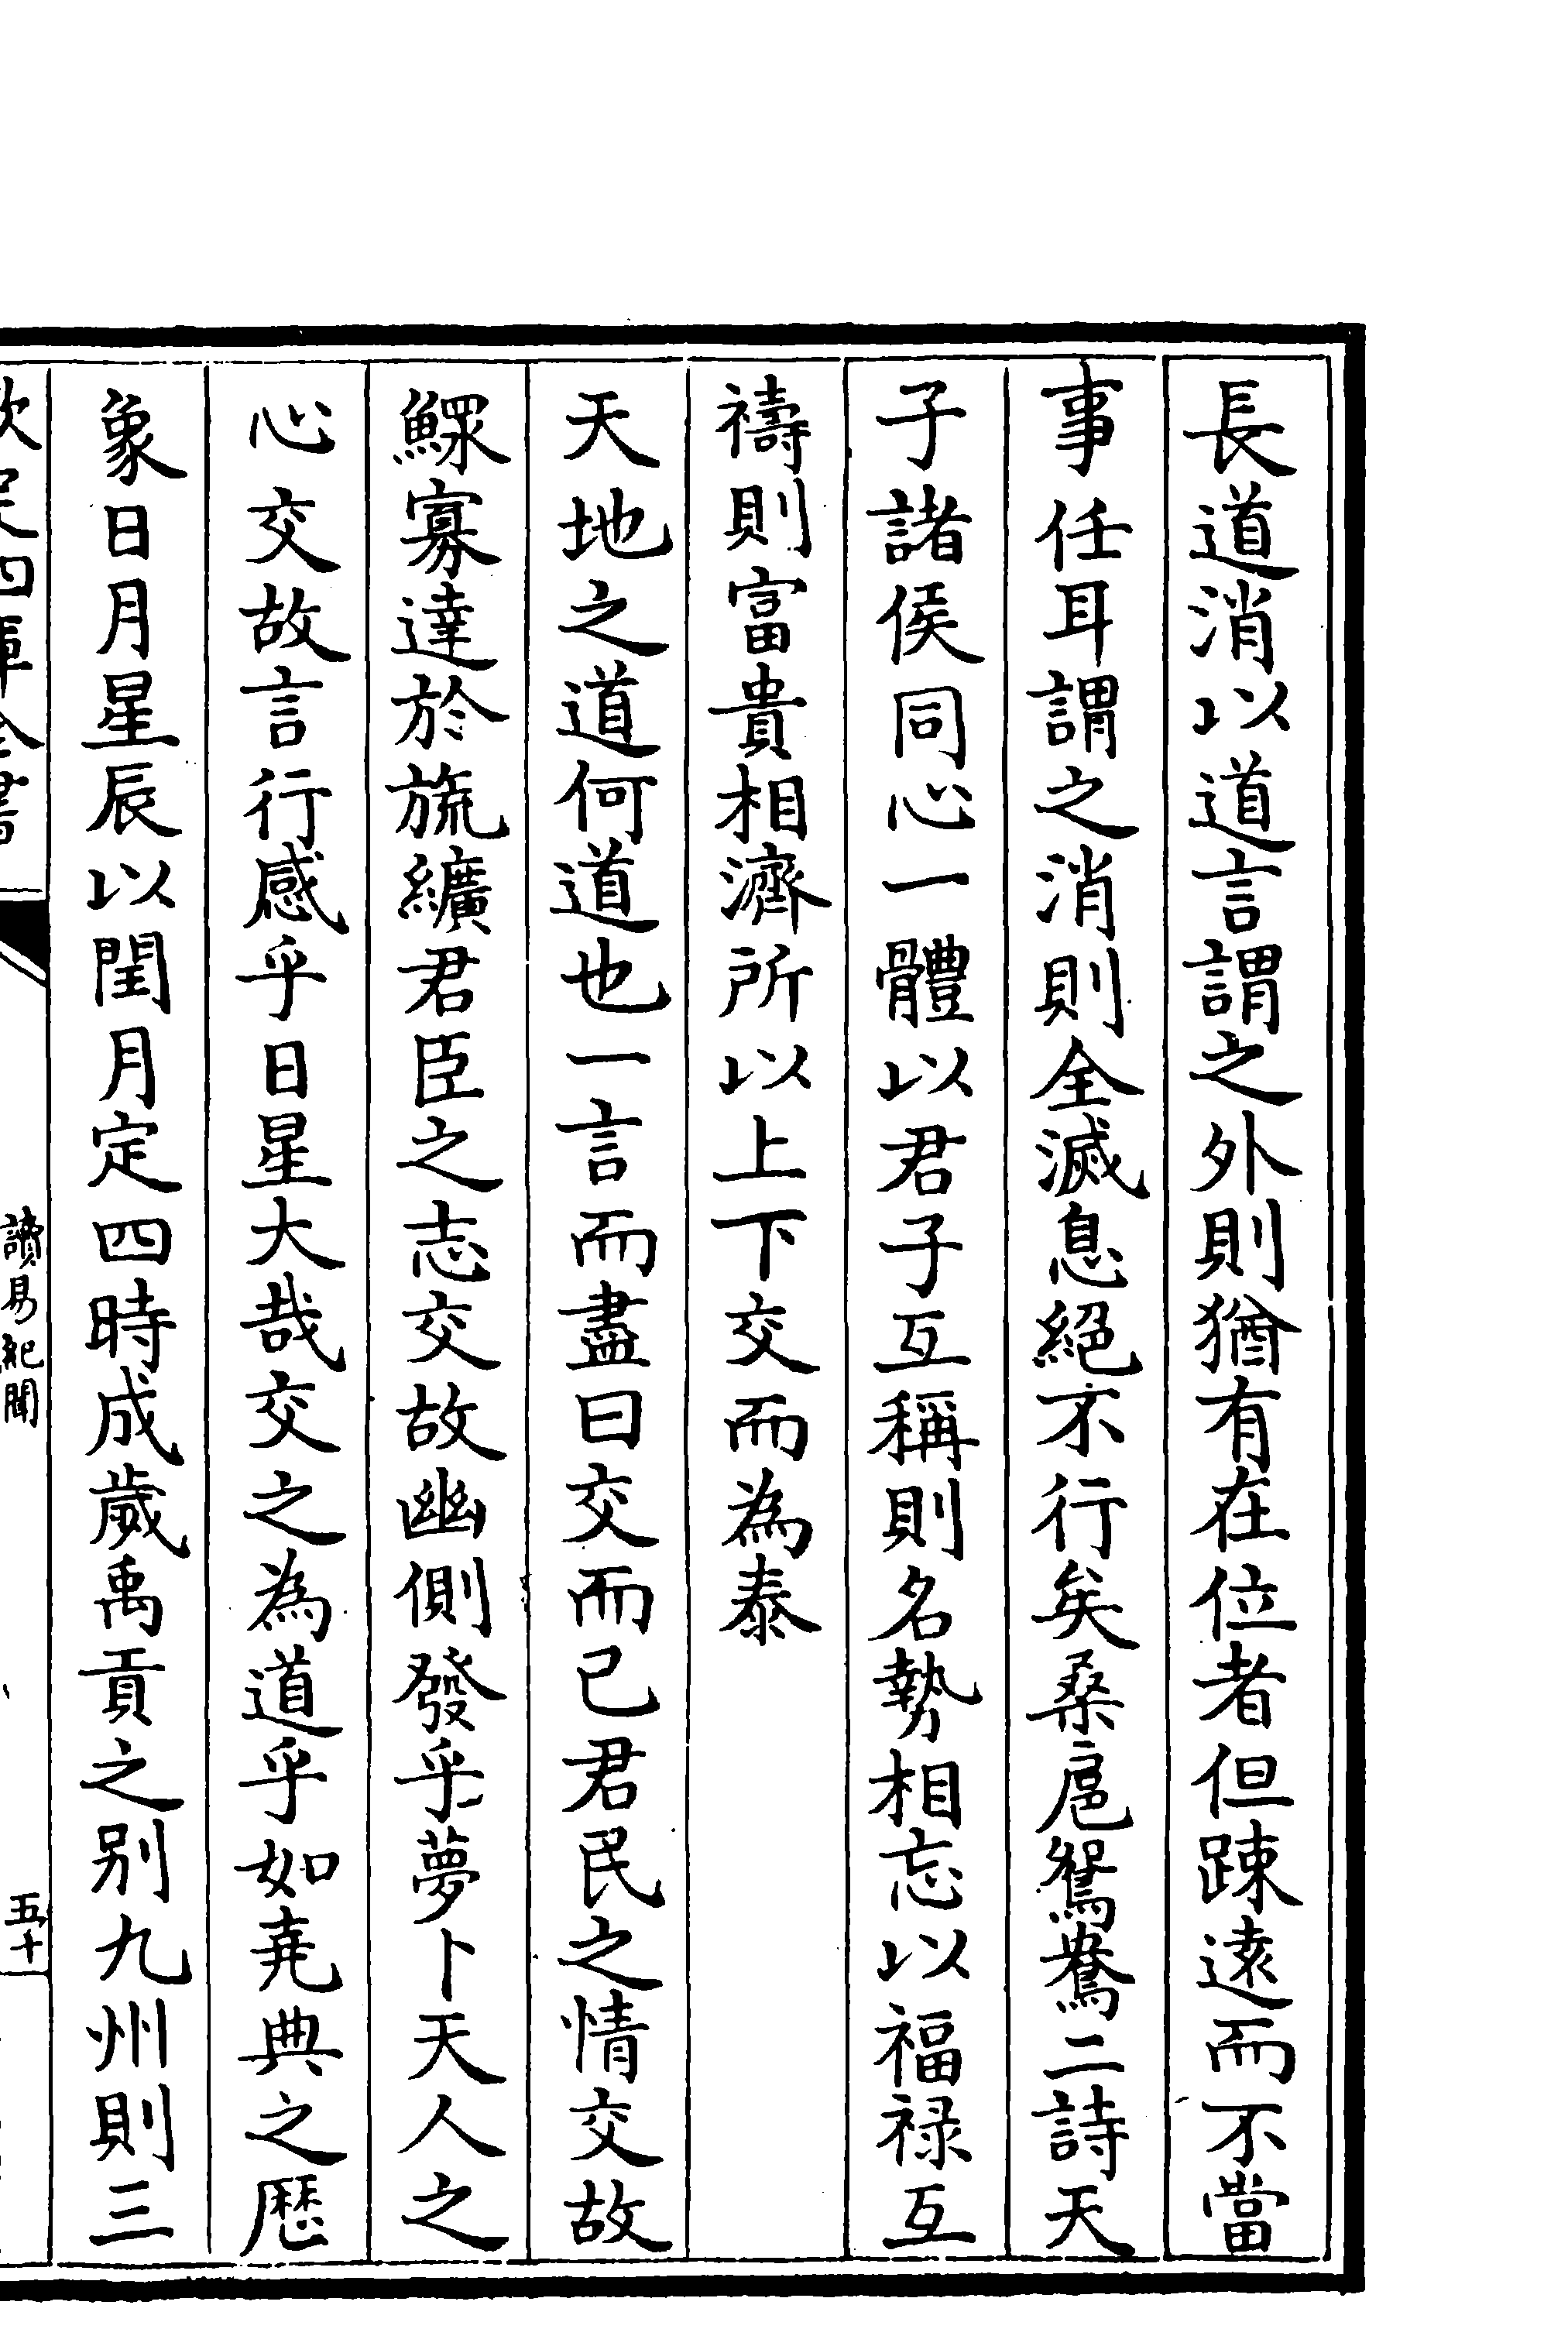 長道消以道言謂之外則猶有在位者但踈遠而不當
事任耳謂之消則全滅息絕不行矣桑扈鴛鴦二詩天
子諸侯同心一體以君子互稱則名勢相忘以福禄互
禱則富貴相濟所以上下交而為泰
天地之道何道也一言而盡曰交而已君民之情交故
鰥寡達於旒纊君臣之志交故幽側發乎夢卜天人之
心交故言行感乎日星大哉交之為道乎如堯典之厯
象日月星辰以閏月定四時成歲禹貢之别九州則三
欽定四庫全書
讀易紀聞
五十